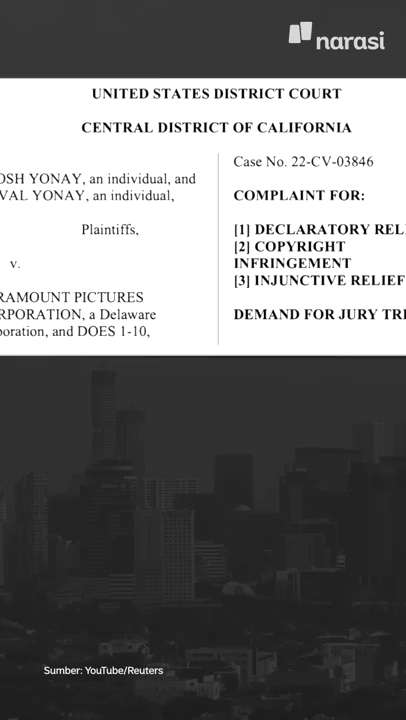 narasi
UNITED STATES DISTRICT COURT
CENTRAL DISTRICT OF CALIFORNIA
OSH YONAY, an individual, and
VAL YONAY, an individual,
Plaintiffs,
v.
RAMOUNT PICTURES
RPORATION, a Delaware
poration, and DOES 1-10,
Case No. 22-CV-03846
COMPLAINT FOR:
[1] DECLARATORY REL
[2] COPYRIGHT
INFRINGEMENT
[3] INJUNCTIVE RELIEF
DEMAND FOR JURY TRI
Sumber: YouTube/Reuters